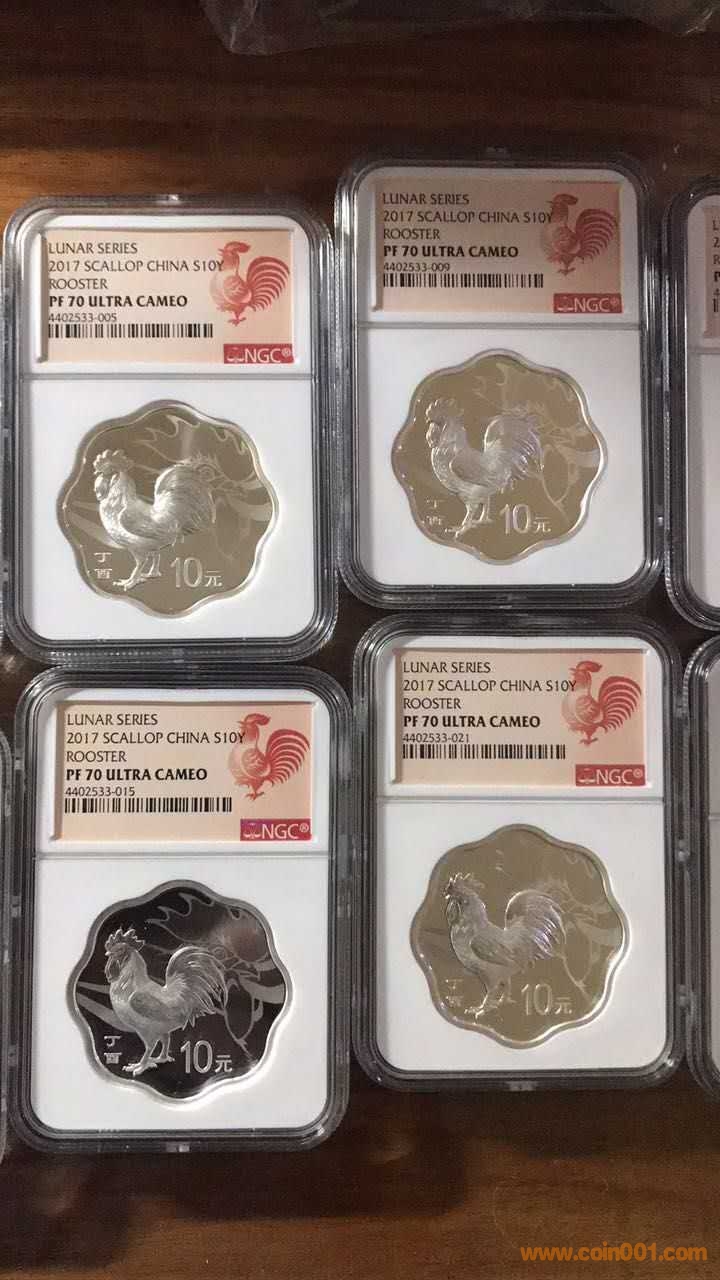 LUNAR SERIES
2017 SCALLOP CHINA S10Y
ROOSTER
PF 70 ULTRA CAMEO
4402533-005
NGC®
丁
酉
10元
LUNAR SERIES
2017 SCALLOP CHINA S10Y
ROOSTER
PF 70 ULTRA CAMEO
4402533-009
NGC®
丁
酉
10元
LUNAR SERIES
2017 SCALLOP CHINA S10Y
ROOSTER
PF 70 ULTRA CAMEO
4402533-015
NGC®
丁
酉
10元
LUNAR SERIES
2017 SCALLOP CHINA S10Y
ROOSTER
PF 70 ULTRA CAMEO
4402533-021
NGC®
丁
酉
10元
www.coin001.com